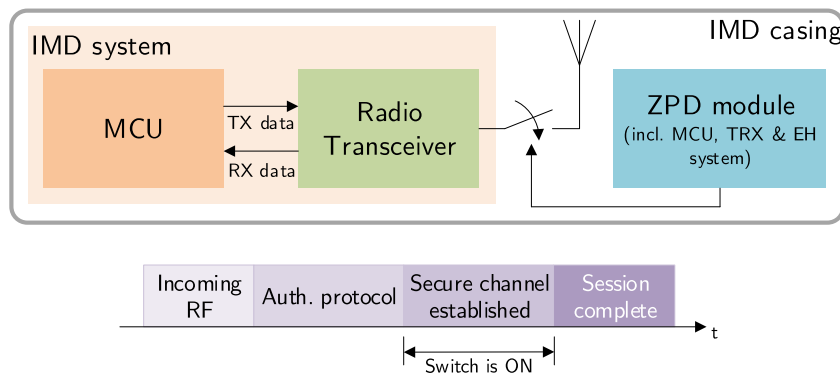 IMD casing
IMD system
MCU
TX data
RX data
Radio
Transceiver
ZPD module
(incl. MCU, TRX & EH
system)
Incoming
RF
Auth. protocol
Secure channel
established
Session
complete
t
Switch is ON